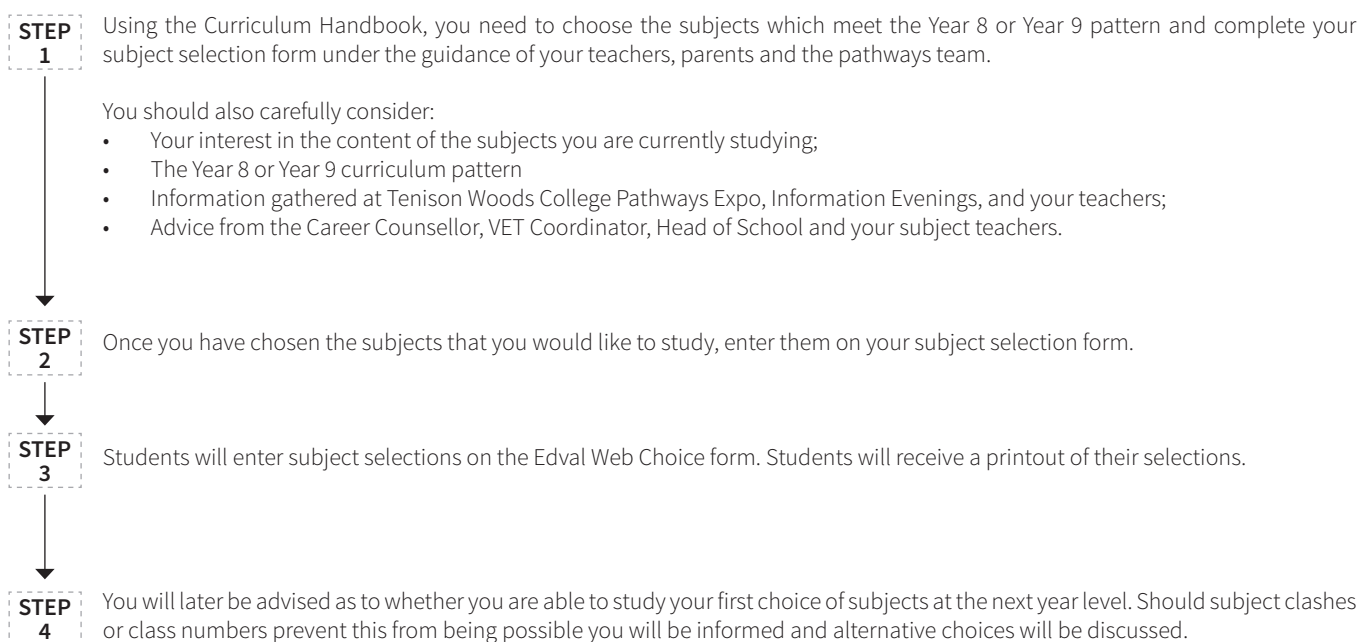 STEP
1
Using the Curriculum Handbook, you need to choose the subjects which meet the Year 8 or Year 9 pattern and complete your
subject selection form under the guidance of your teachers, parents and the pathways team.
You should also carefully consider:
• Your interest in the content of the subjects you are currently studying;
• The Year 8 or Year 9 curriculum pattern
• Information gathered at Tenison Woods College Pathways Expo, Information Evenings, and your teachers;
• Advice from the Career Counsellor, VET Coordinator, Head of School and your subject teachers.
STEP
2
Once you have chosen the subjects that you would like to study, enter them on your subject selection form.
STEP
3
Students will enter subject selections on the Edval Web Choice form. Students will receive a printout of their selections.
STEP
4
You will later be advised as to whether you are able to study your first choice of subjects at the next year level. Should subject clashes
or class numbers prevent this from being possible you will be informed and alternative choices will be discussed.